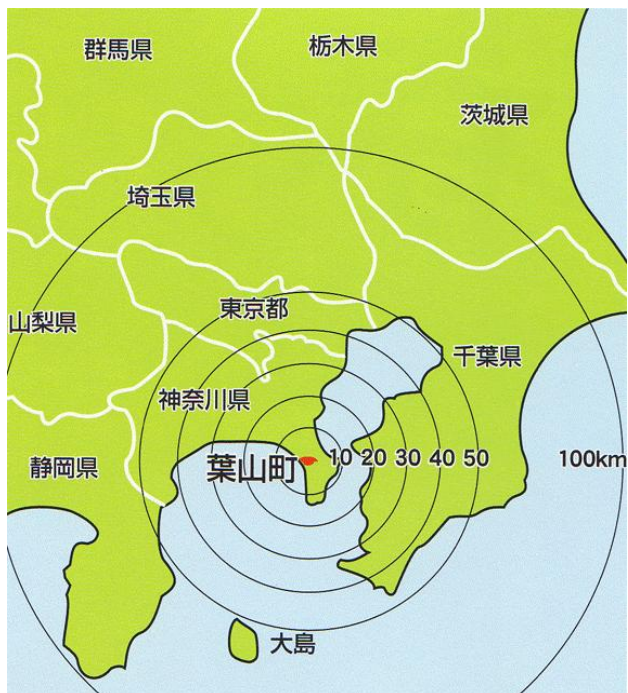 栃木県
群馬県
茨城県
埼玉県
東京都
山梨県
千葉県
神奈川県
葉山町
10 20 30 40 50 100km
静岡県
大島